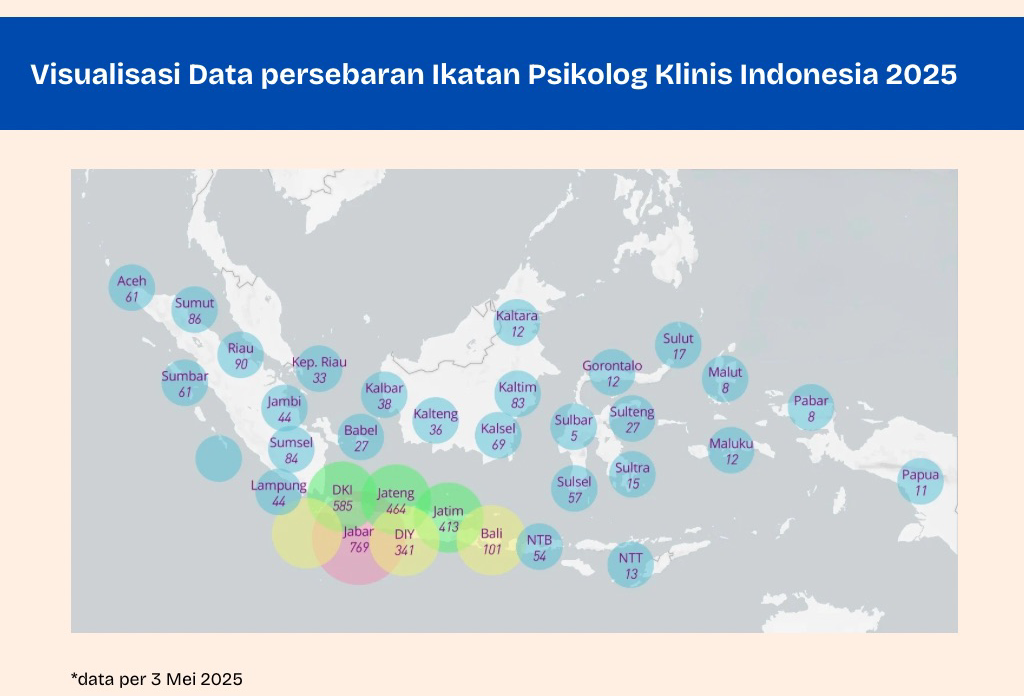 Visualisasi Data persebaran Ikatan Psikolog Klinis Indonesia 2025
Aceh
61
Sumut
86
Riau
90
Kep. Riau
33
Sumbar
61
Jambi
44
Sumsel
84
Babel
27
Lampung
44
Kalbar
38
Kalteng
36
Kalsel
69
Kaltim
83
Kaltara
12
Gorontalo
12
Sulut
17
Sulbar
5
Sulteng
27
Sulsel
57
Sultra
15
Malut
8
Maluku
12
Pabar
8
Papua
11
DKI
585
Jateng
464
Jatim
413
Jabar
769
DIY
341
Bali
101
NTB
54
NTT
13
*data per 3 Mei 2025